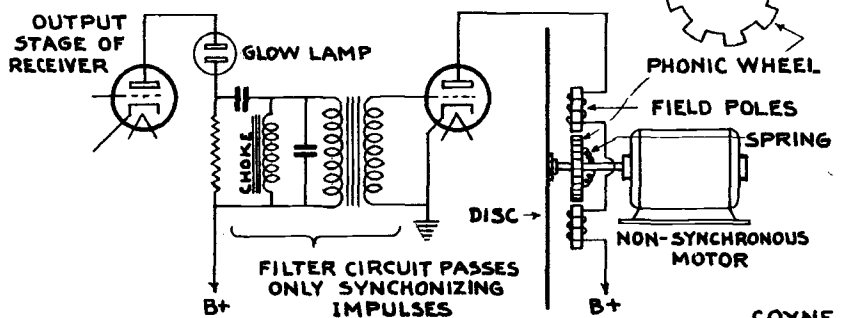 OUTPUT
STAGE OF
RECEIVER
GLOW LAMP
PHONIC WHEEL
FIELD POLES
SPRING
CHOKE
DISC
NON-SYNCHRONOUS
MOTOR
FILTER CIRCUIT PASSES
ONLY SYNCHONIZING
IMPULSES
B+
B+
COYNE